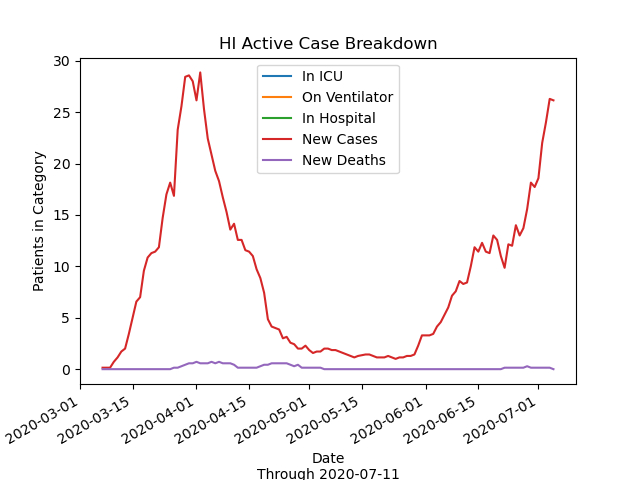 HI Active Case Breakdown
In ICU
On Ventilator
In Hospital
New Cases
New Deaths
Patients in Category
30
25
20
15
10
5
0
2020-03-01
2020-03-15
2020-04-01
2020-04-15
2020-05-01
2020-05-15
2020-06-01
2020-06-15
2020-07-01
Date
Through 2020-07-11